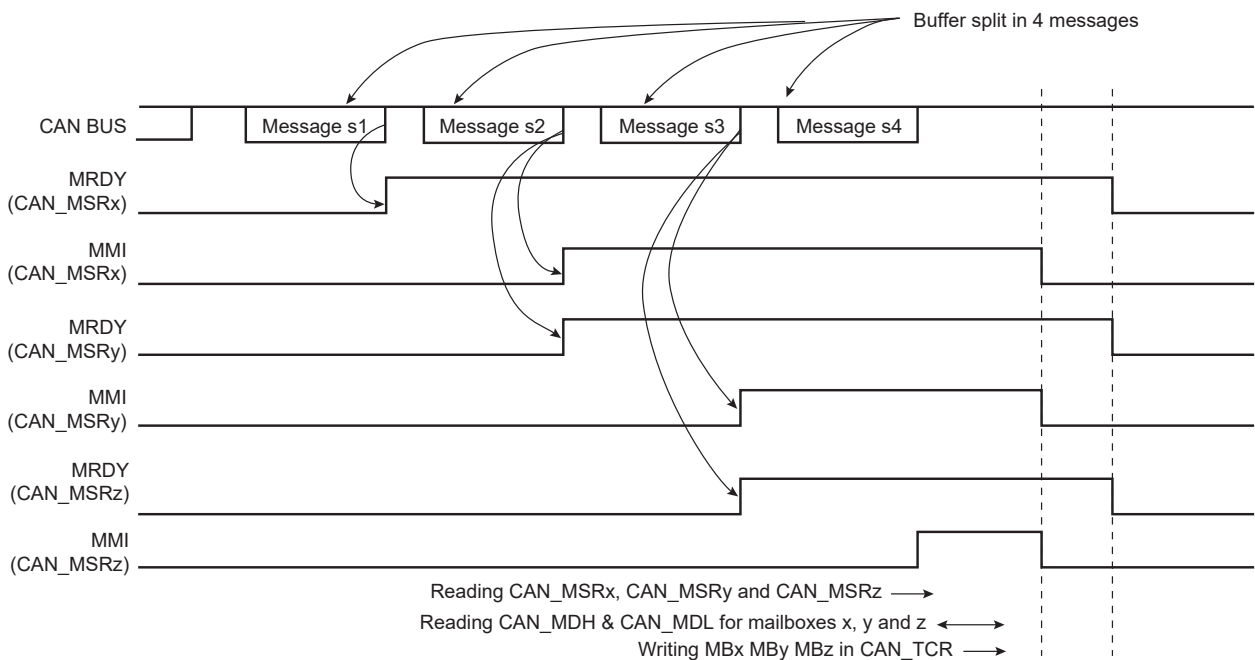 Buffer split in 4 messages
CAN BUS
Message s1
Message s2
Message s3
Message s4
MRDY
(CAN_MSRx)
MMI
(CAN_MSRx)
MRDY
(CAN_MSRy)
MMI
(CAN_MSRy)
MRDY
(CAN_MSRz)
MMI
(CAN_MSRz)
Reading CAN_MSRx, CAN_MSRy and CAN_MSRz
Reading CAN_MDH & CAN_MDL for mailboxes x, y and z
Writing MBx MBy MBz in CAN_TCR